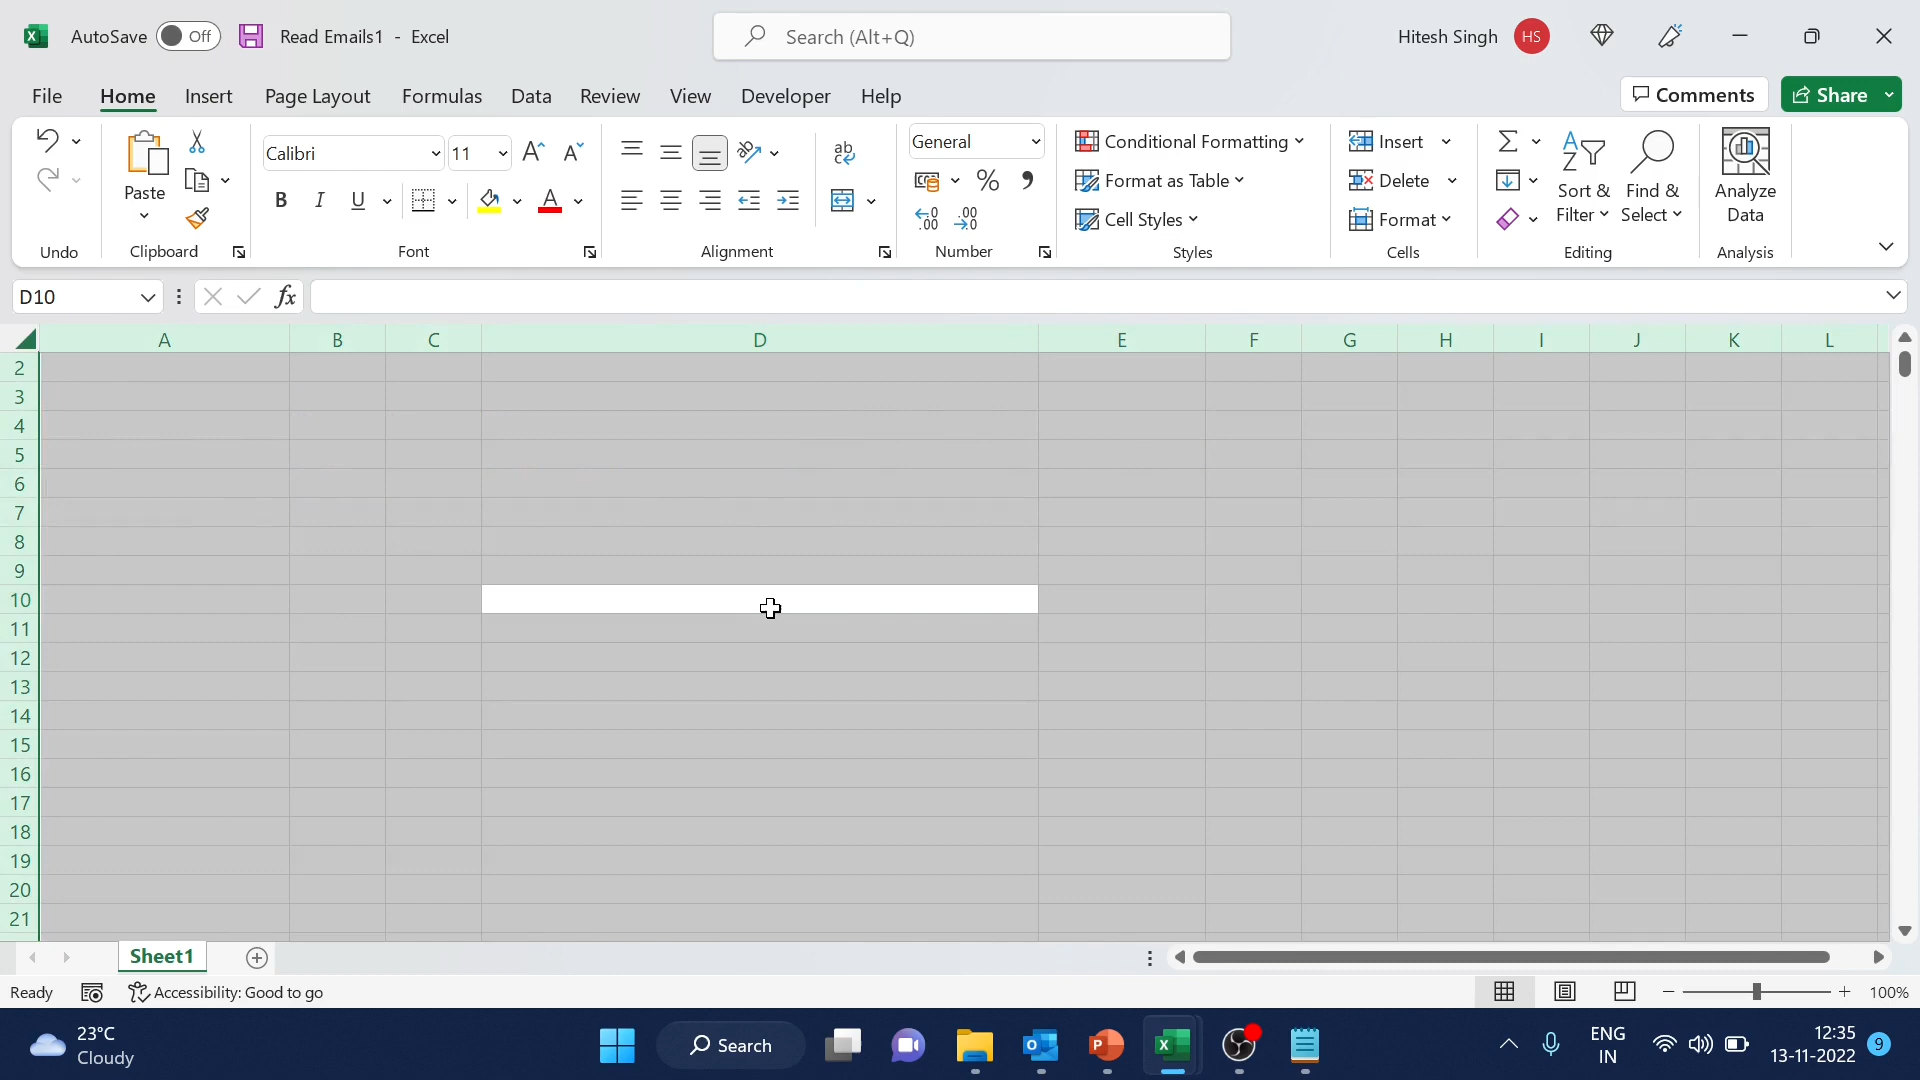 AutoSave Off Read Emails1 - Excel Search (Alt+Q) Hitesh Singh HS
File Home Insert Page Layout Formulas Data Review View Developer Help Comments Share
Calibri 11 General Conditional Formatting Insert
Paste Format as Table Delete Sort & Filter Find & Select Analyze Data
B I U Cell Styles Format
Undo Clipboard Font Alignment Number Styles Cells Editing Analysis
D10 fx
A B C D E F G H I J K L
2
3
4
5
6
7
8
9
10
11
12
13
14
15
16
17
18
19
20
21
Sheet1
Ready Accessibility: Good to go 100%
23°C Search ENG 12:35
Cloudy IN 13-11-2022 9